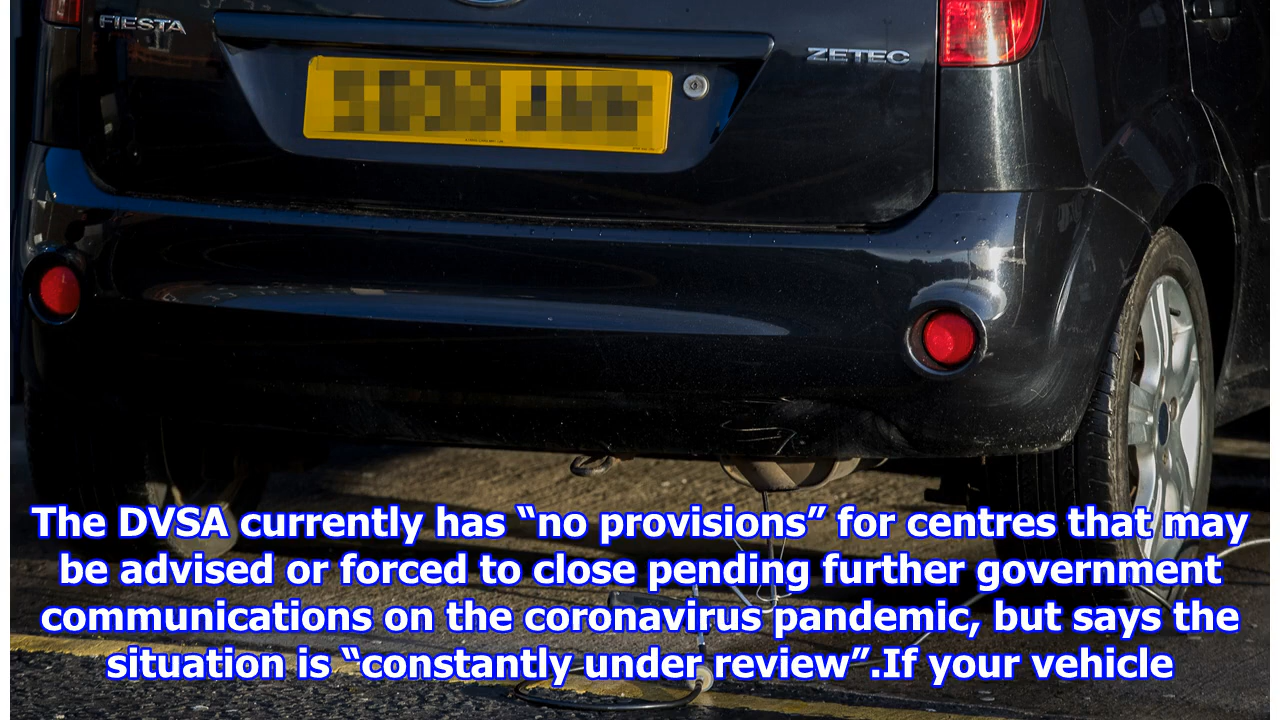 FIESTA
ZETEC
The DVSA currently has “no provisions” for centres that may
be advised or forced to close pending further government
communications on the coronavirus pandemic, but says the
situation is “constantly under review”.If your vehicle